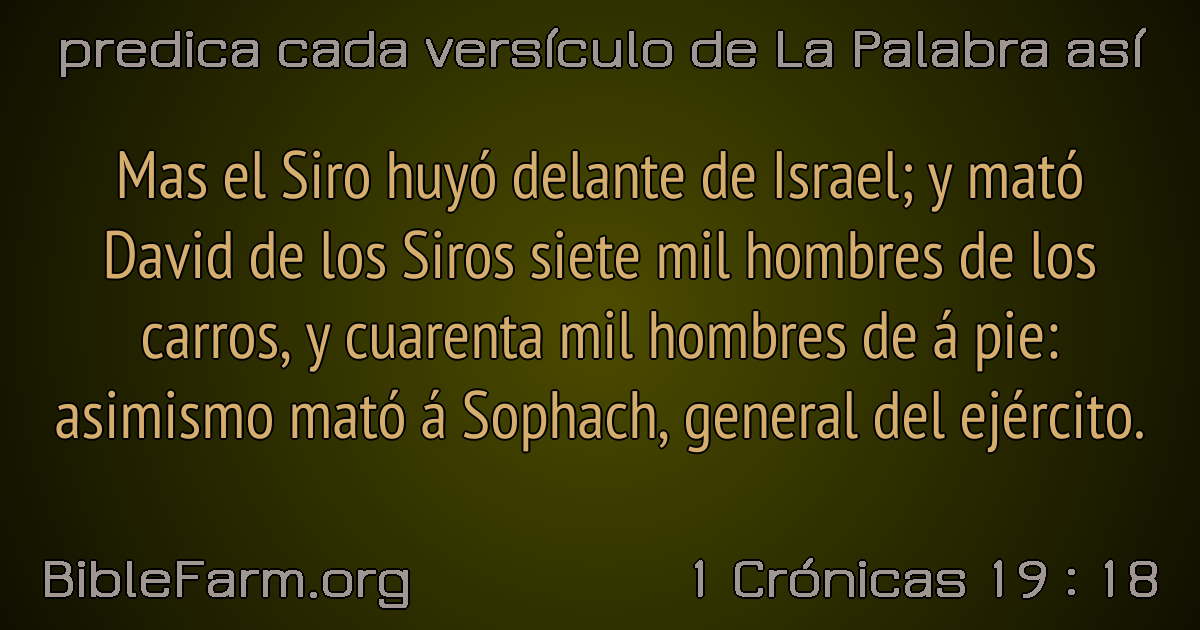 predica cada versículo de La Palabra así
Mas el Siro huyó delante de Israel; y mató
David de los Siros siete mil hombres de los
carros, y cuarenta mil hombres de á pie:
asimismo mató á Sophach, general del ejército.
BibleFarm.org
1 Crónicas 19 : 18